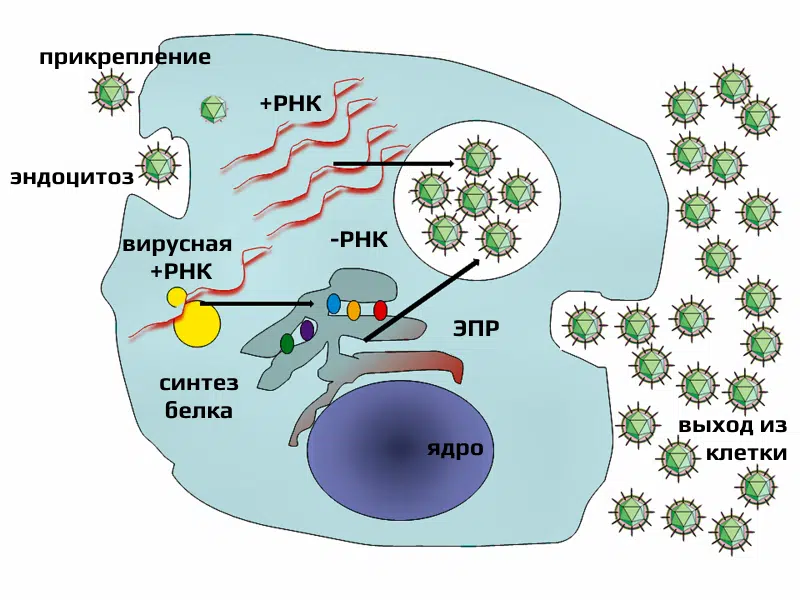 прикрепление
+РНК
эндоцитоз
вирусная
+РНК
-РНК
ЭПР
синтез
белка
ядро
выход из
клетки